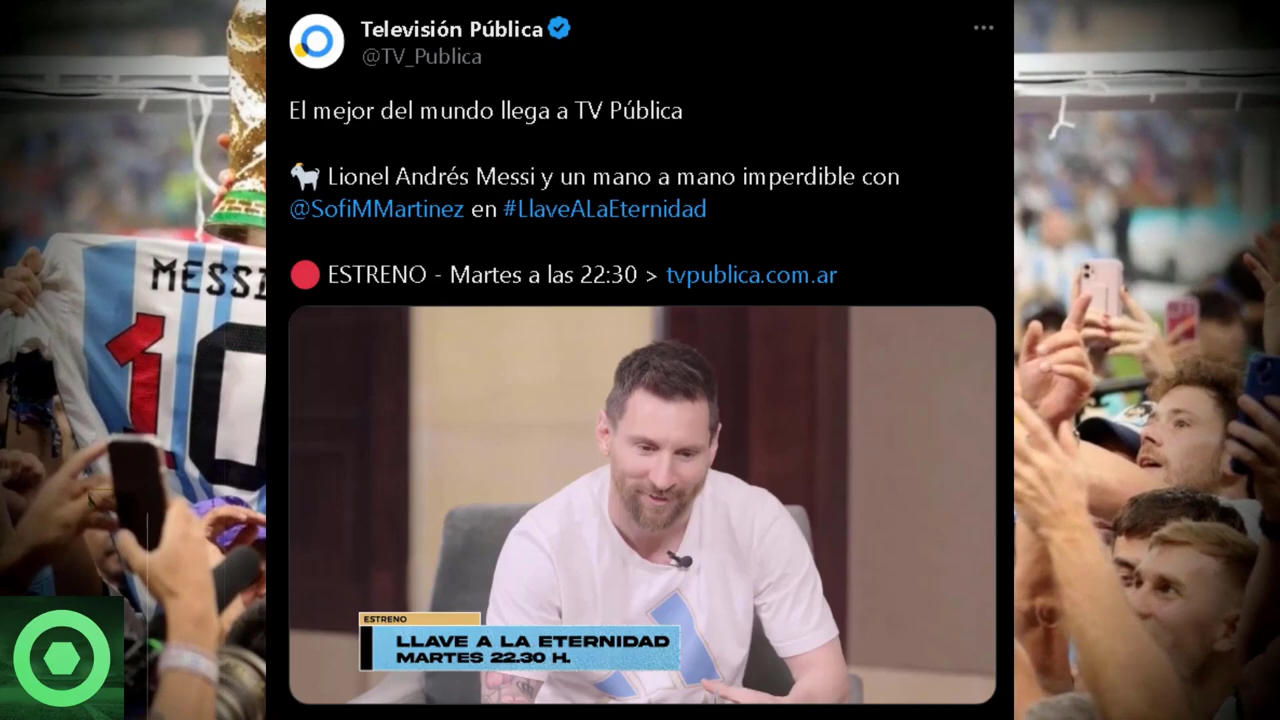 Televisión Pública
@TV_Publica
El mejor del mundo llega a TV Pública
🐐 Lionel Andrés Messi y un mano a mano imperdible con
@SofiMMartinez en #LlaveALaEternidad
🔴 ESTRENO - Martes a las 22:30 > tvpublica.com.ar
MESSI
10
ESTRENO
LLAVE A LA ETERNIDAD
MARTES 22.30 H.